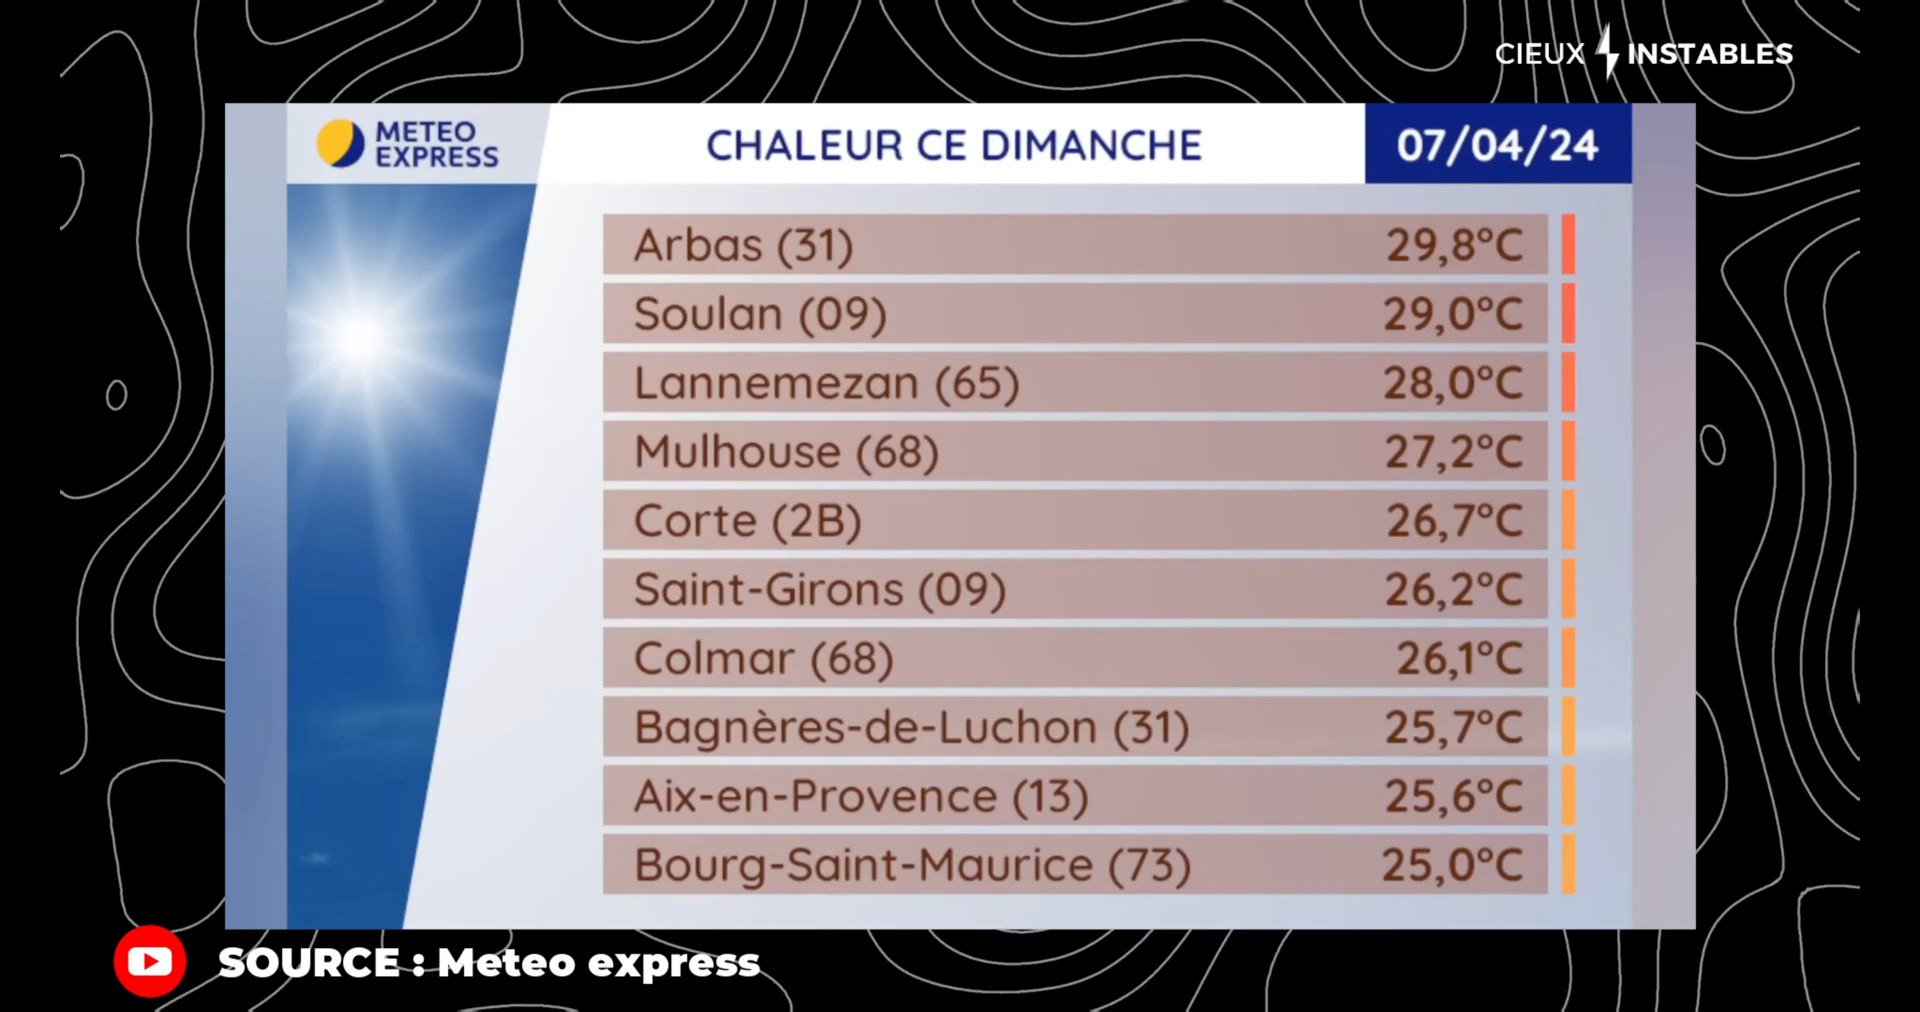 CIEUX INSTABLES
METEO
EXPRESS
CHALEUR CE DIMANCHE
07/04/24
Arbas (31) 29,8°C
Soulan (09) 29,0°C
Lannemezan (65) 28,0°C
Mulhouse (68) 27,2°C
Corte (2B) 26,7°C
Saint-Girons (09) 26,2°C
Colmar (68) 26,1°C
Bagnères-de-Luchon (31) 25,7°C
Aix-en-Provence (13) 25,6°C
Bourg-Saint-Maurice (73) 25,0°C
SOURCE : Meteo express